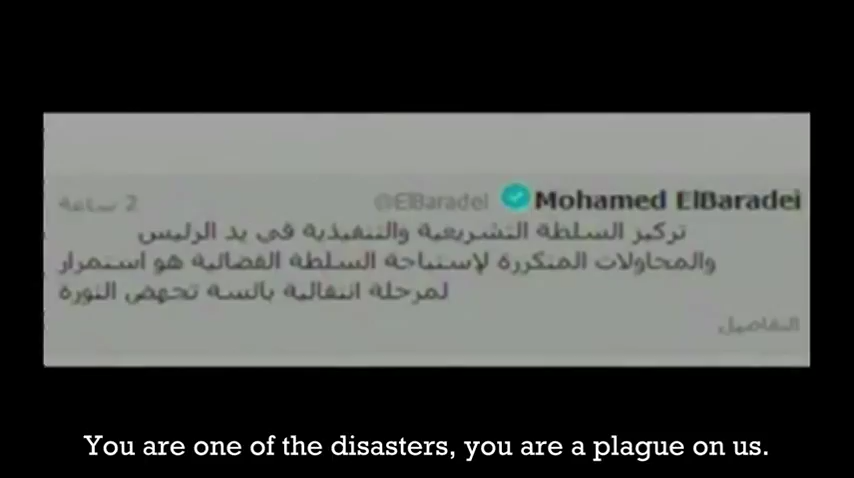 Mohamed ElBaradei @ElBaradei 2 ساعة
تركيز السلطة التشريعية والتنفيذية في يد الرئيس
والمحاولات المتكررة لإستباحة السلطة القضائية هو استمرار
لمرحلة انتقالية بائسة تجهض الثورة
التفاصيل
You are one of the disasters, you are a plague on us.